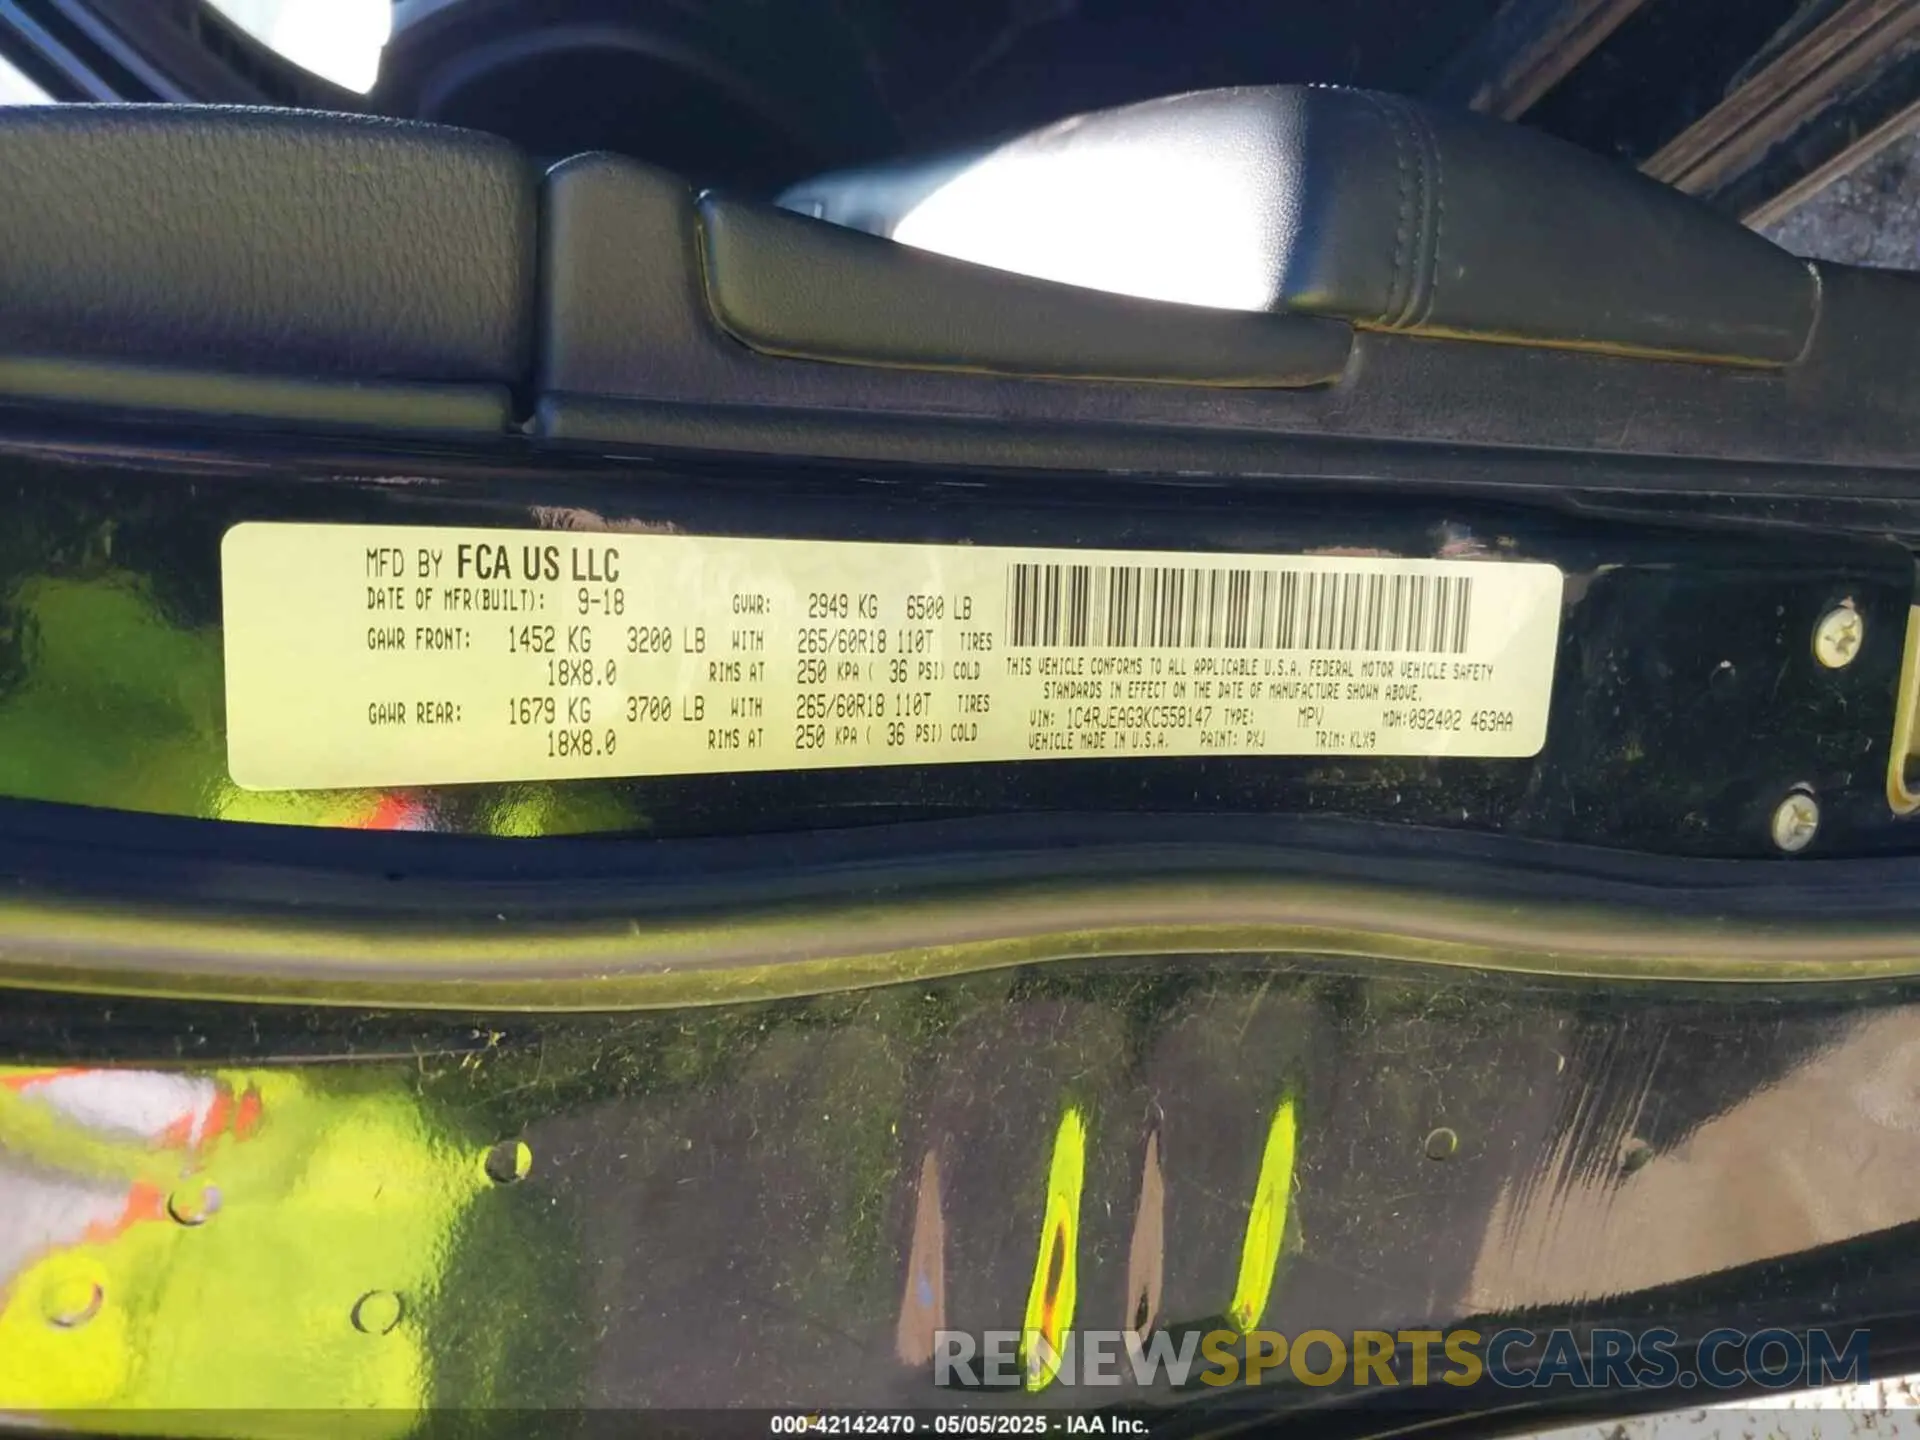 MFD BY FCA US LLC
DATE OF MFR(BUILT): 9-18 GVWR: 2949 KG 6500 LB
GAWR FRONT: 1452 KG 3200 LB WITH 265/60R18 110T TIRES
18X8.0 RIMS AT 250 KPA ( 36 PSI) COLD
GAWR REAR: 1679 KG 3700 LB WITH 265/60R18 110T TIRES
18X8.0 RIMS AT 250 KPA ( 36 PSI) COLD
THIS VEHICLE CONFORMS TO ALL APPLICABLE U.S.A. FEDERAL MOTOR VEHICLE SAFETY
STANDARDS IN EFFECT ON THE DATE OF MANUFACTURE SHOWN ABOVE.
VIN: 1C4RJEAG3KC558147 TYPE: MPV MDH:092402 463AA
VEHICLE MADE IN U.S.A. PAINT: PXJ TRIM: KLX9
RENEWSPORTSCARS.COM
000-42142470 - 05/05/2025 - IAA Inc.